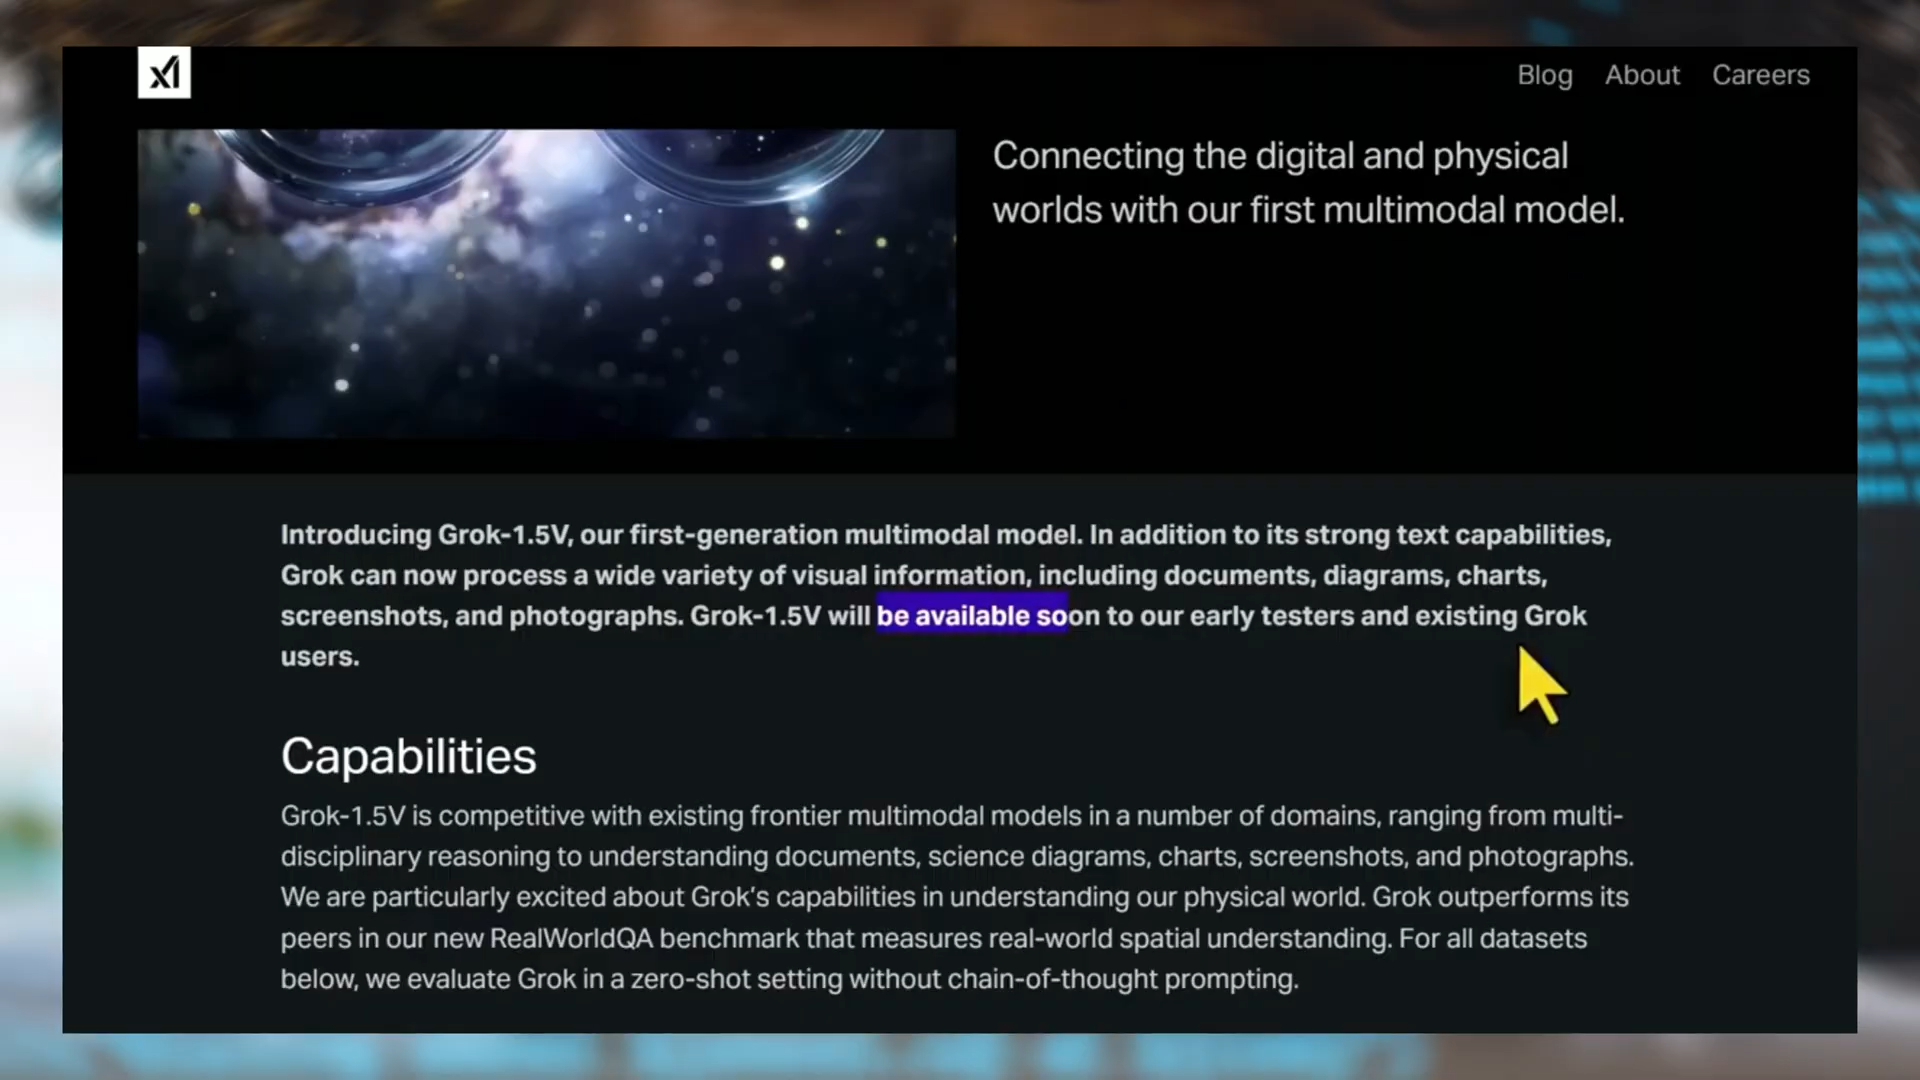 xI
Blog About Careers
Connecting the digital and physical
worlds with our first multimodal model.
Introducing Grok-1.5V, our first-generation multimodal model. In addition to its strong text capabilities,
Grok can now process a wide variety of visual information, including documents, diagrams, charts,
screenshots, and photographs. Grok-1.5V will be available soon to our early testers and existing Grok
users.
Capabilities
Grok-1.5V is competitive with existing frontier multimodal models in a number of domains, ranging from multi-
disciplinary reasoning to understanding documents, science diagrams, charts, screenshots, and photographs.
We are particularly excited about Grok’s capabilities in understanding our physical world. Grok outperforms its
peers in our new RealWorldQA benchmark that measures real-world spatial understanding. For all datasets
below, we evaluate Grok in a zero-shot setting without chain-of-thought prompting.